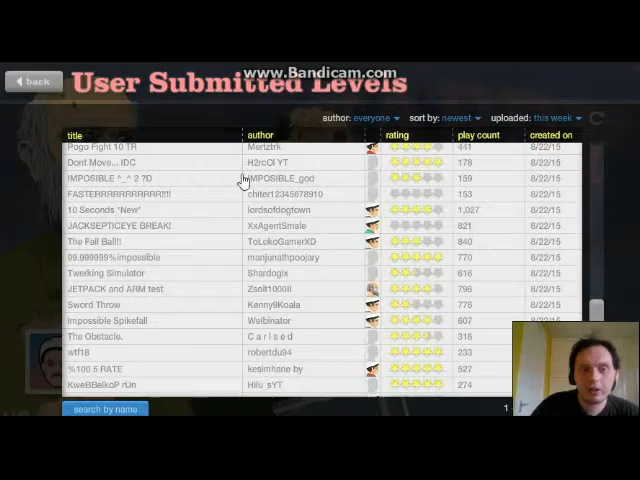 www.Bandicam.com
back
User Submitted Levels
author: everyone sort by: newest uploaded: this week
title author rating play count created on
Pogo Fight 10 TR Mertztrk 441 8/22/15
Dont Move... IDC H2rcOl YT 178 8/22/15
IMPOSIBLE ^_^ 2 ?D IMPOSIBLE_god 159 8/22/15
FASTERRRRRRRRRR!!!! chiter12345678910 153 8/22/15
10 Seconds *New* lordsofdogtown 1,027 8/22/15
JACKSEPTICEYE BREAK! XxAgentSmale 821 8/22/15
The Fall Ball!! ToLokoGamerXD 840 8/22/15
99.999999%impossible manjunathpoojary 770 8/22/15
Twerking Simulator Shardogix 616 8/22/15
JETPACK and ARM test Zsolt1000II 796 8/22/15
Sword Throw Kenny9Koala 776 8/22/15
Impossible Spikefall Welbinator 607 8/22/15
The Obstacle. C a r l s e d 316 8/22/15
wtf18 robertdu94 233 8/22/15
%100 5 RATE kesimhane by 527 8/22/15
KweBBelkoP rUn Hilu_sYT 274 8/22/15
search by name